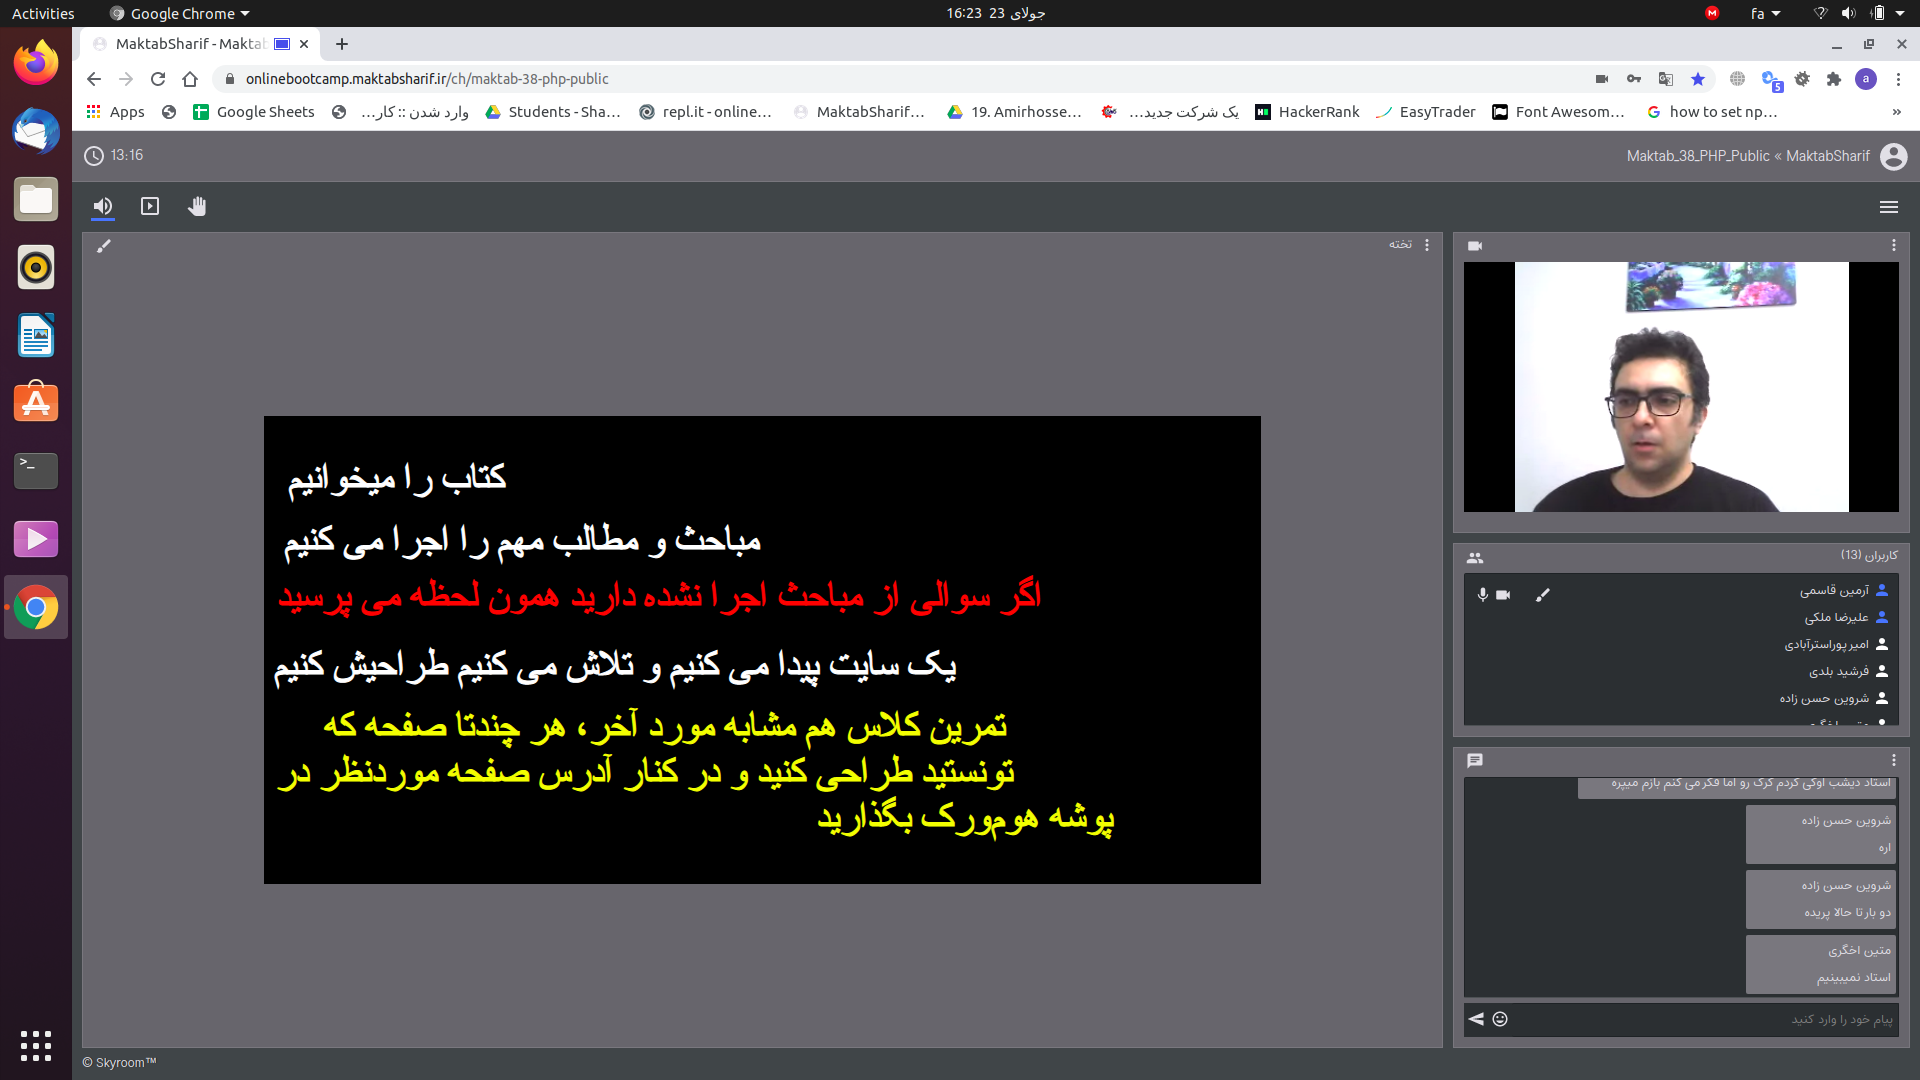 Activities
Google Chrome
جولای 23  16:23
fa
MaktabSharif - Maktab
onlinebootcamp.maktabsharif.ir/ch/maktab-38-php-public
5
a
Apps
Google Sheets
وارد شدن :: کار...
Students - Sha...
repl.it - online...
MaktabSharif...
19. Amirhosse...
یک شرکت جدید...
HackerRank
EasyTrader
Font Awesom...
how to set np...
»
13:16
Maktab_38_PHP_Public « MaktabSharif
تخته
کتاب را میخوانیم
مباحث و مطالب مهم را اجرا می کنیم
اگر سوالی از مباحث اجرا نشده دارید همون لحظه می پرسید
یک سایت پیدا می کنیم و تلاش می کنیم طراحیش کنیم
تمرین کلاس هم مشابه مورد آخر، هر چندتا صفحه که
تونستید طراحی کنید و در کنار آدرس صفحه موردنظر در
پوشه هوم‌ورک بگذارید
کاربران (13)
آرمین قاسمی
علیرضا ملکی
امیر پوراسترآبادی
فرشید بلدی
شروین حسن زاده
استاد دیشب اوکی کردم کرک رو اما فکر می کنم بازم میپره
شروین حسن زاده
اره
شروین حسن زاده
دو بار تا حالا پریده
متین اخگری
استاد نمیبینیم
پیام خود را وارد کنید
© Skyroom™